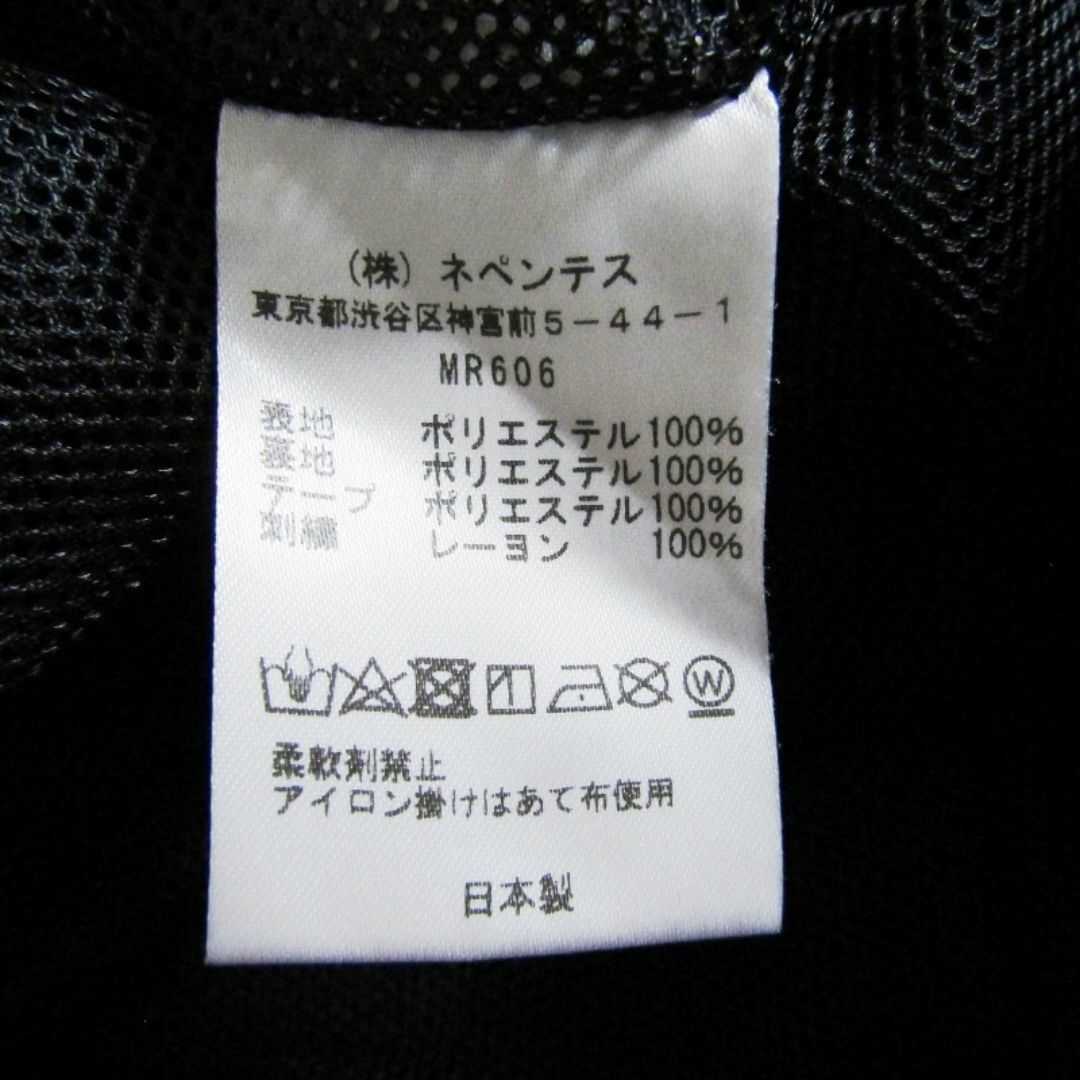 (株) ネペンテス
東京都渋谷区神宮前5-44-1
MR606
表地 ポリエステル100%
裏地 ポリエステル100%
テープ ポリエステル100%
刺繍 レーヨン 100%
W
柔軟剤禁止
アイロン掛けはあて布使用
日本製